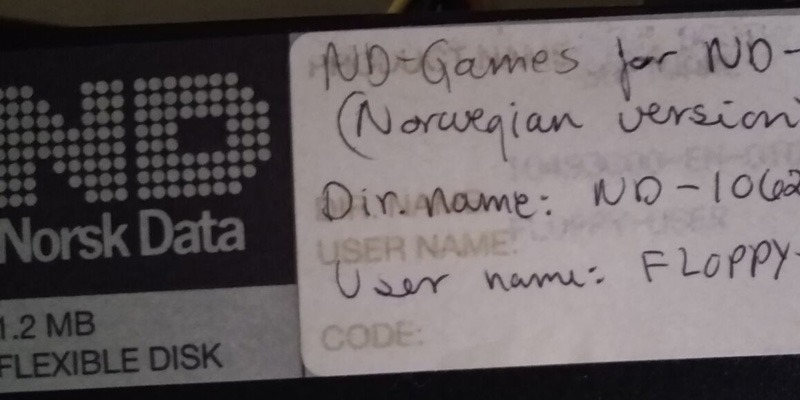 ND
Norsk Data
1.2 MB
FLEXIBLE DISK
ND-Games for ND-
(Norwegian version)
Dir. name: ND-1062
USER NAME:
User name: FLOPPY-
CODE: